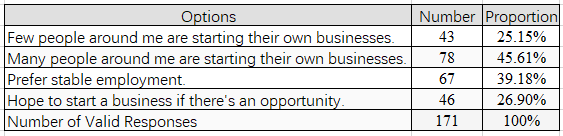 Options Number Proportion
Few people around me are starting their own businesses. 43 25.15%
Many people around me are starting their own businesses. 78 45.61%
Prefer stable employment. 67 39.18%
Hope to start a business if there's an opportunity. 46 26.90%
Number of Valid Responses 171 100%